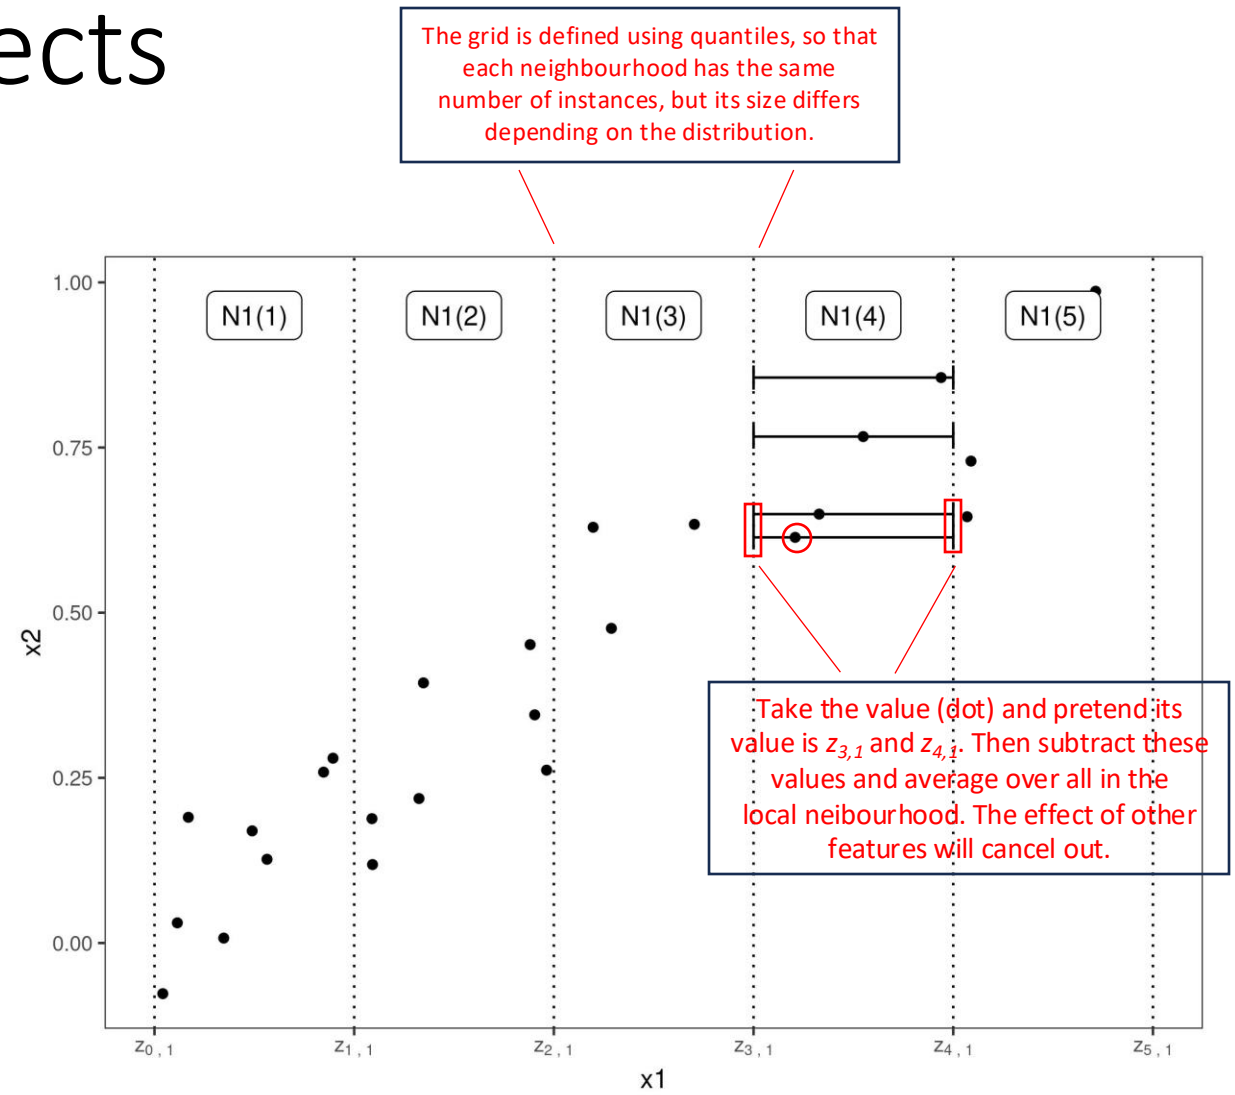 ects
The grid is defined using quantiles, so that
each neighbourhood has the same
number of instances, but its size differs
depending on the distribution.
1.00
N1(1) N1(2) N1(3) N1(4) N1(5)
0.75
0.50
x2
Take the value (dot) and pretend its
value is z3,1 and z4,1. Then subtract these
values and average over all in the
local neibourhood. The effect of other
features will cancel out.
0.25
0.00
z0,1 z1,1 z2,1 z3,1 z4,1 z5,1
x1